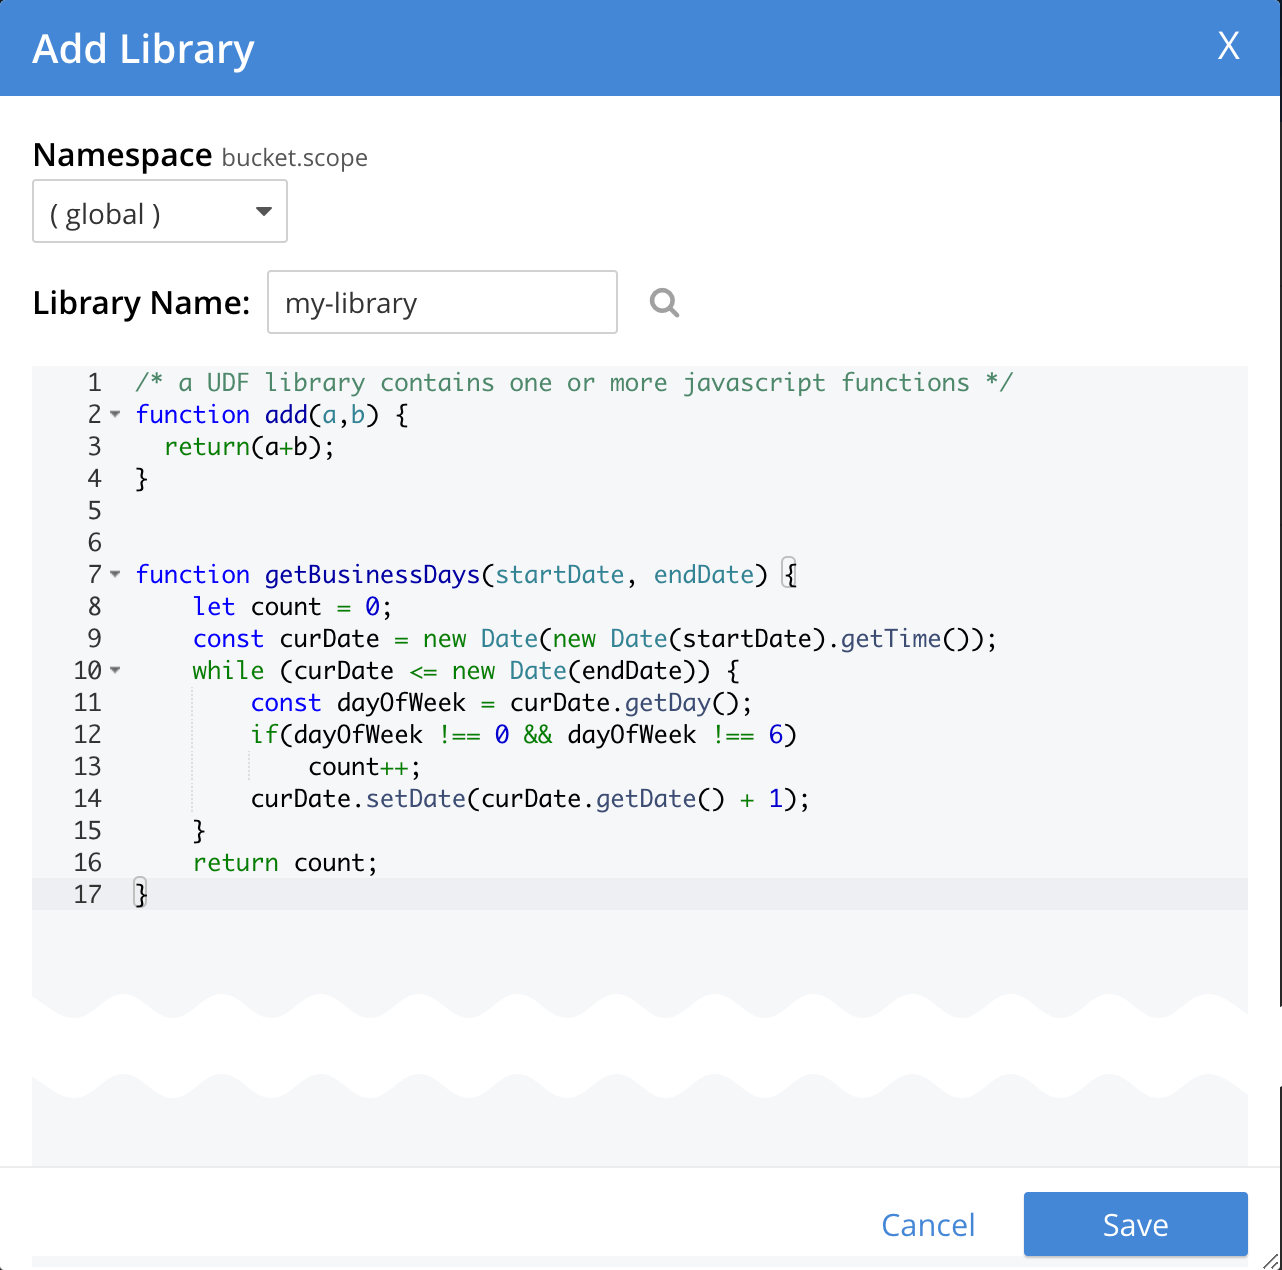 Add Library X
Namespace bucket.scope
( global )
Library Name: my-library
1 /* a UDF library contains one or more javascript functions */
2 function add(a,b) {
3   return(a+b);
4 }
5
6
7 function getBusinessDays(startDate, endDate) {
8     let count = 0;
9     const curDate = new Date(new Date(startDate).getTime());
10     while (curDate <= new Date(endDate)) {
11         const dayOfWeek = curDate.getDay();
12         if(dayOfWeek !== 0 && dayOfWeek !== 6)
13             count++;
14         curDate.setDate(curDate.getDate() + 1);
15     }
16     return count;
17 }
Cancel Save